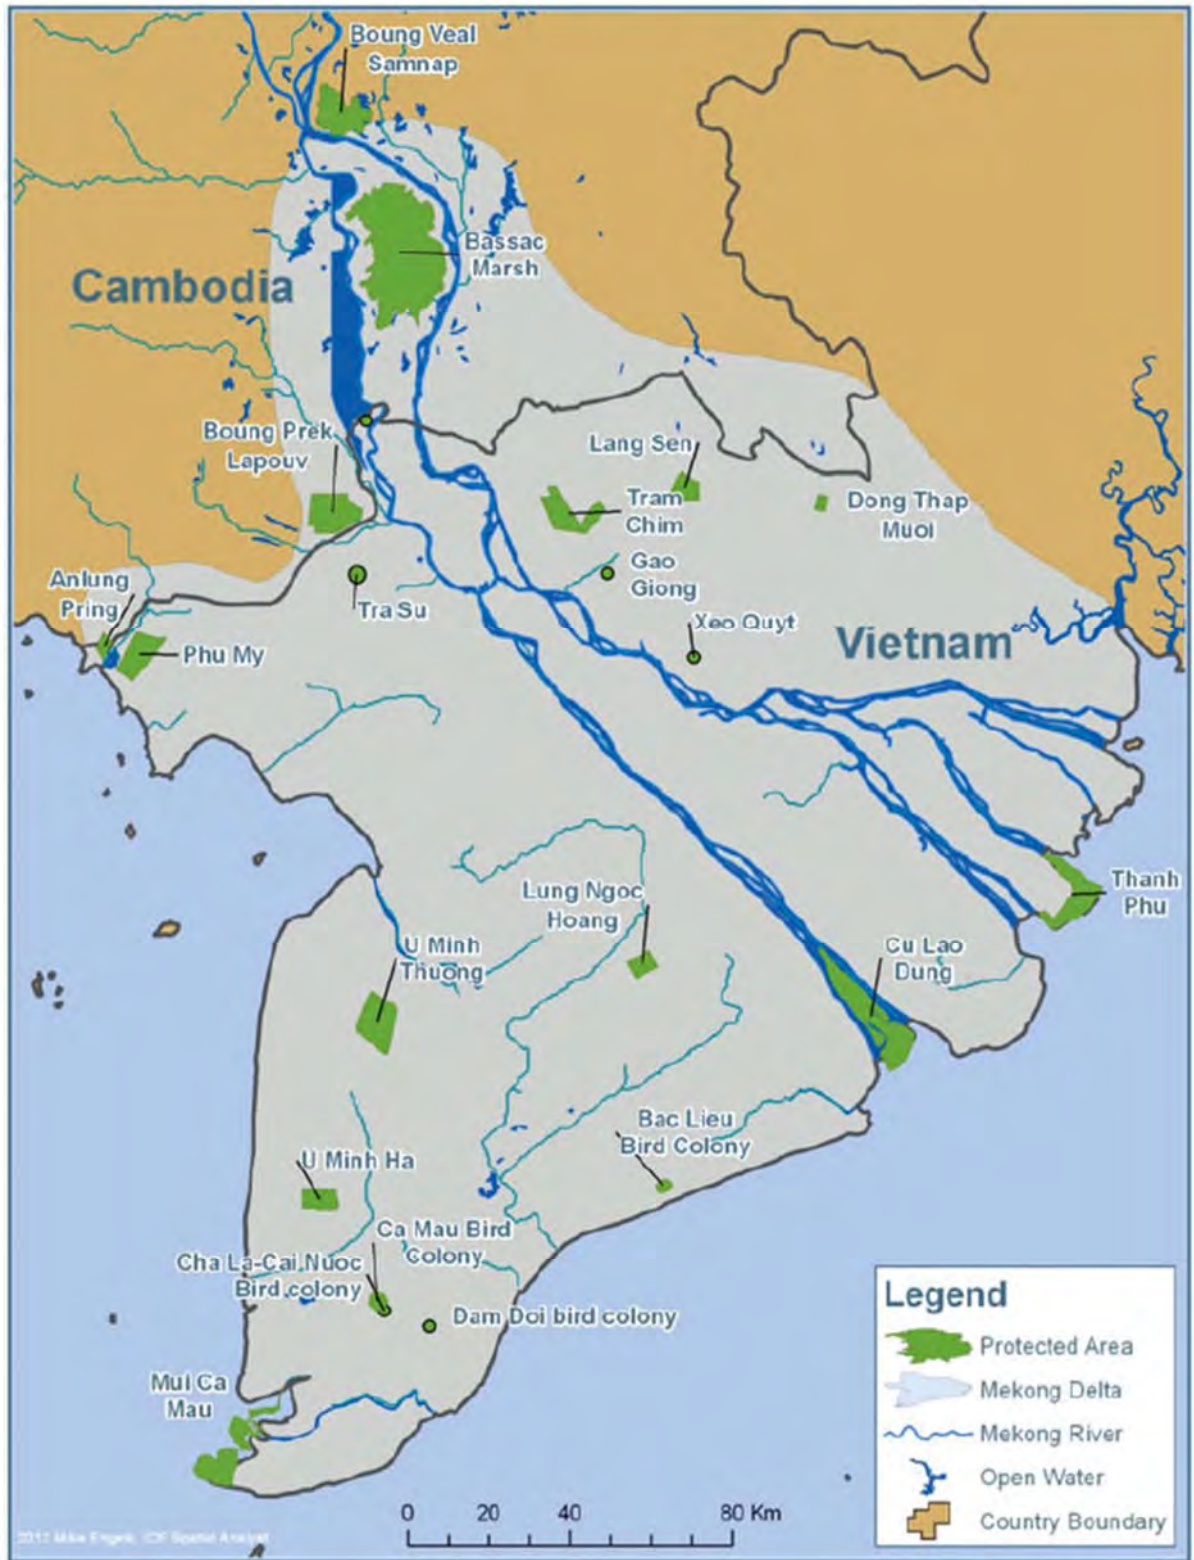 Boung Veal
Samnap
Bassac
Marsh
Cambodia
Boung Prek
Lapouv
Lang Sen
Tram
Chim
Dong Thap
Muoi
Gao
Giong
Anlung
Pring
Tra Su
Xeo Quyt
Vietnam
Phu My
Thanh
Phu
Lung Ngoc
Hoang
U Minh
Thuong
Cu Lao
Dung
Bac Lieu
Bird Colony
U Minh Ha
Ca Mau Bird
Colony
Cha La-Cai Nuoc
Bird colony
Dam Doi bird colony
Mui Ca
Mau
Legend
Protected Area
Mekong Delta
Mekong River
Open Water
Country Boundary
0 20 40 80 Km
Mike